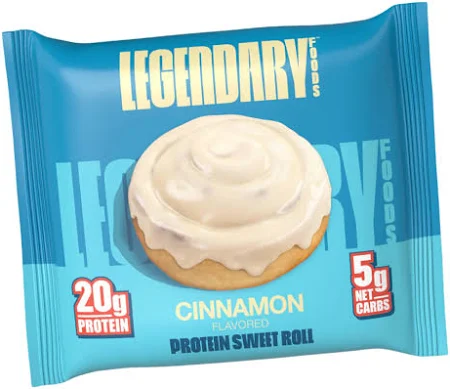 LEGENDARY
FOODS
LEGENDARY
FOODS
20g
PROTEIN
5g
NET
CARBS
CINNAMON
FLAVORED
PROTEIN SWEET ROLL